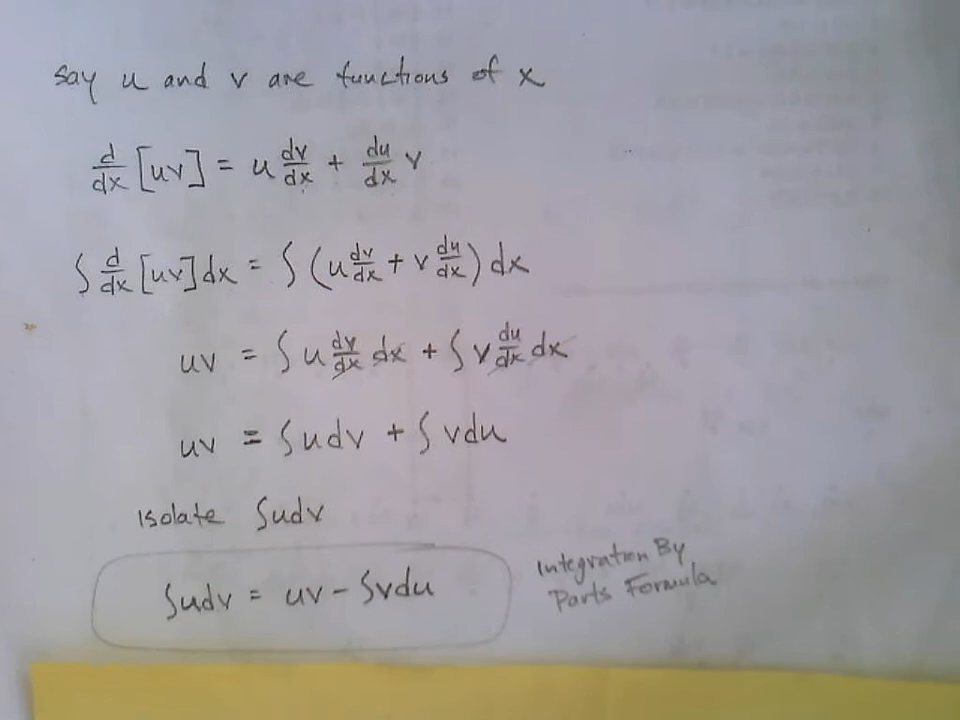 say u and v are functions of x
d/dx [uv] = u dv/dx + du/dx v
∫ d/dx [uv] dx = ∫ (u dv/dx + v du/dx) dx
uv = ∫ u dv/dx dx + ∫ v du/dx dx
uv = ∫ udv + ∫ vdu
isolate ∫udv
∫udv = uv - ∫vdu
Integration By
Parts Formula